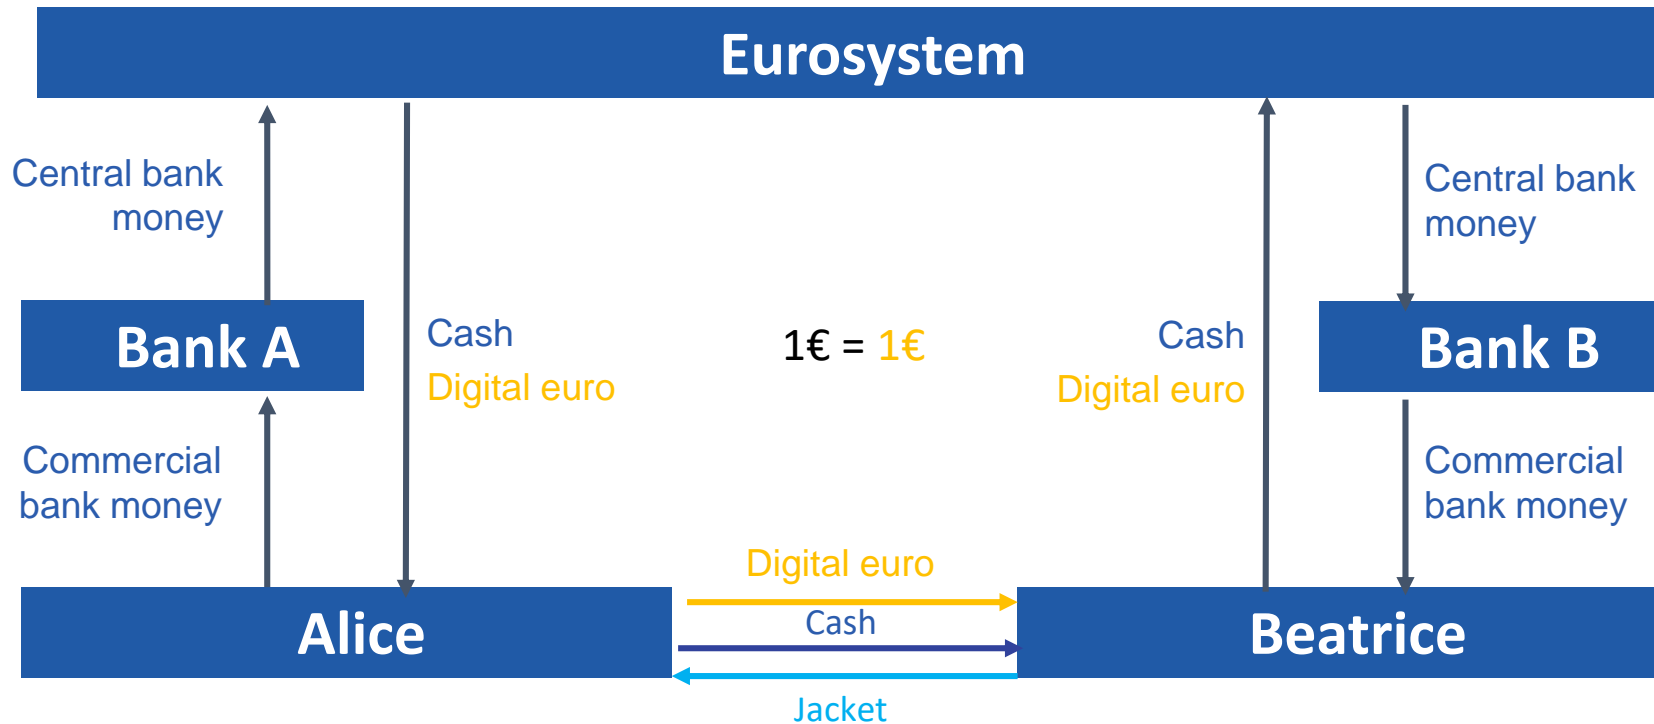 Eurosystem
Central bank
money
Central bank
money
Bank A
Cash
Digital euro
1€ = 1€
Cash
Digital euro
Bank B
Commercial
bank money
Commercial
bank money
Digital euro
Cash
Alice
Beatrice
Jacket